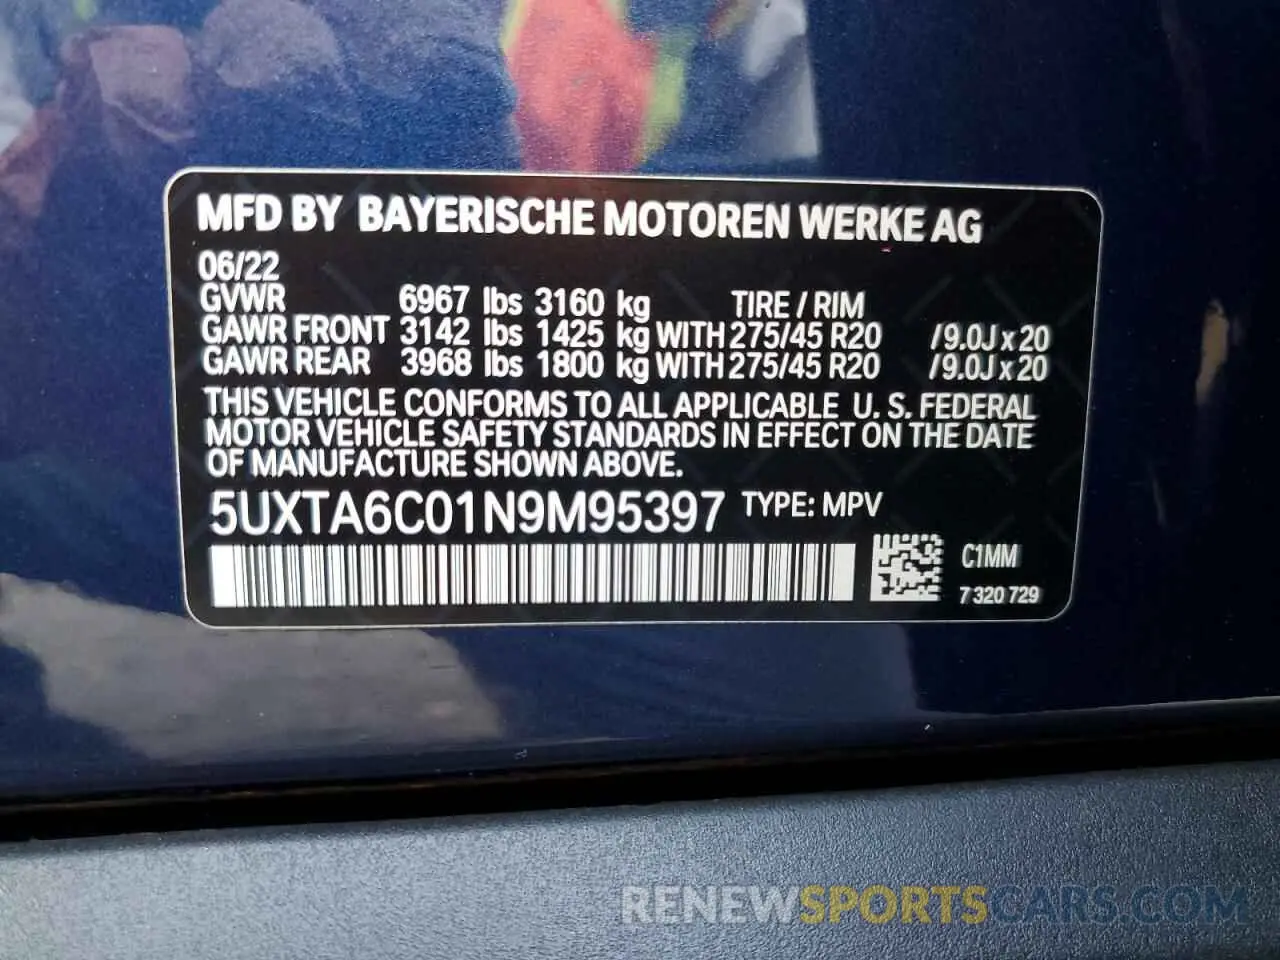 MFD BY BAYERISCHE MOTOREN WERKE AG
06/22
GVWR 6967 lbs 3160 kg TIRE / RIM
GAWR FRONT 3142 lbs 1425 kg WITH 275/45 R20 /9.0J x 20
GAWR REAR 3968 lbs 1800 kg WITH 275/45 R20 /9.0J x 20
THIS VEHICLE CONFORMS TO ALL APPLICABLE U. S. FEDERAL
MOTOR VEHICLE SAFETY STANDARDS IN EFFECT ON THE DATE
OF MANUFACTURE SHOWN ABOVE.
5UXTA6C01N9M95397 TYPE: MPV
C1MM
7 320 729
RENEWSPORTSCARS.COM